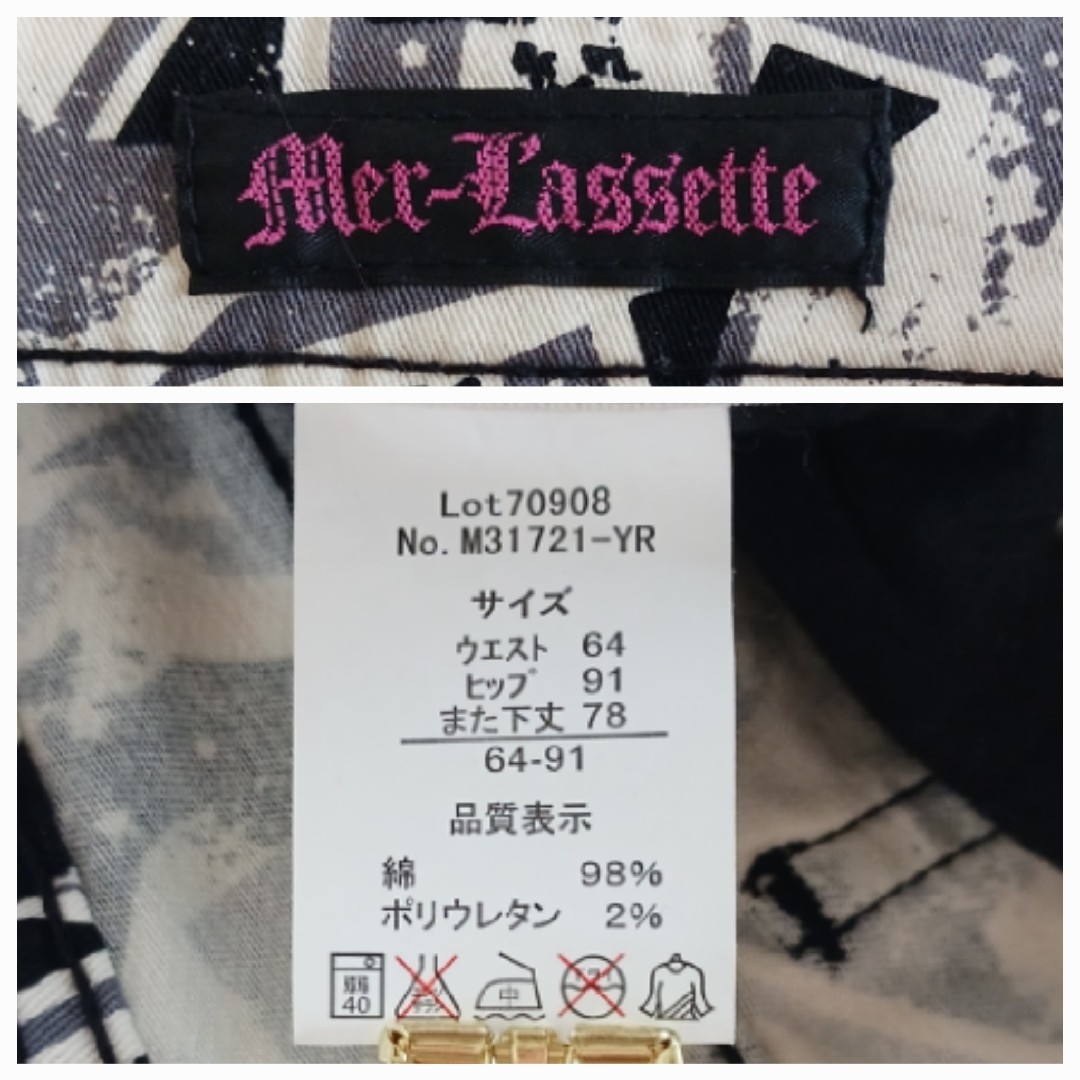 Mer-L'assette
Lot70908
No. M31721-YR
サイズ
ウエスト 64
ヒップ 91
また下丈 78
64-91
品質表示
綿 98%
ポリウレタン 2%
40 中